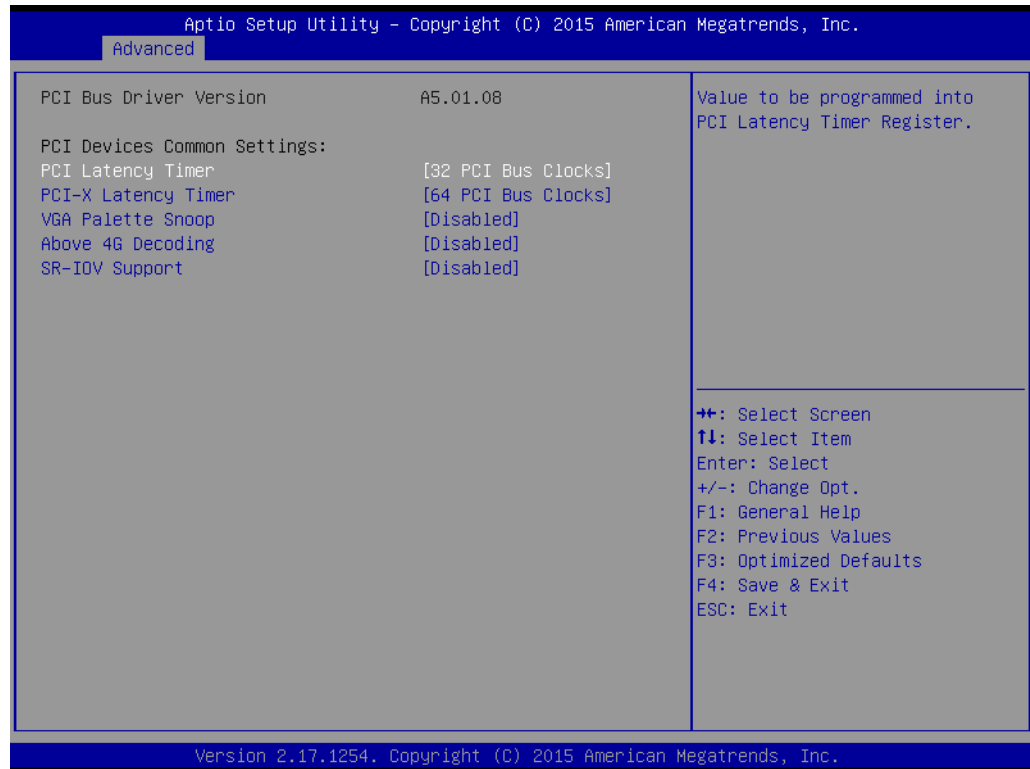 Aptio Setup Utility – Copyright (C) 2015 American Megatrends, Inc.
Advanced
PCI Bus Driver Version A5.01.08
PCI Devices Common Settings:
PCI Latency Timer [32 PCI Bus Clocks]
PCI-X Latency Timer [64 PCI Bus Clocks]
VGA Palette Snoop [Disabled]
Above 4G Decoding [Disabled]
SR-IOV Support [Disabled]
Value to be programmed into
PCI Latency Timer Register.
→←: Select Screen
↑↓: Select Item
Enter: Select
+/-: Change Opt.
F1: General Help
F2: Previous Values
F3: Optimized Defaults
F4: Save & Exit
ESC: Exit
Version 2.17.1254. Copyright (C) 2015 American Megatrends, Inc.